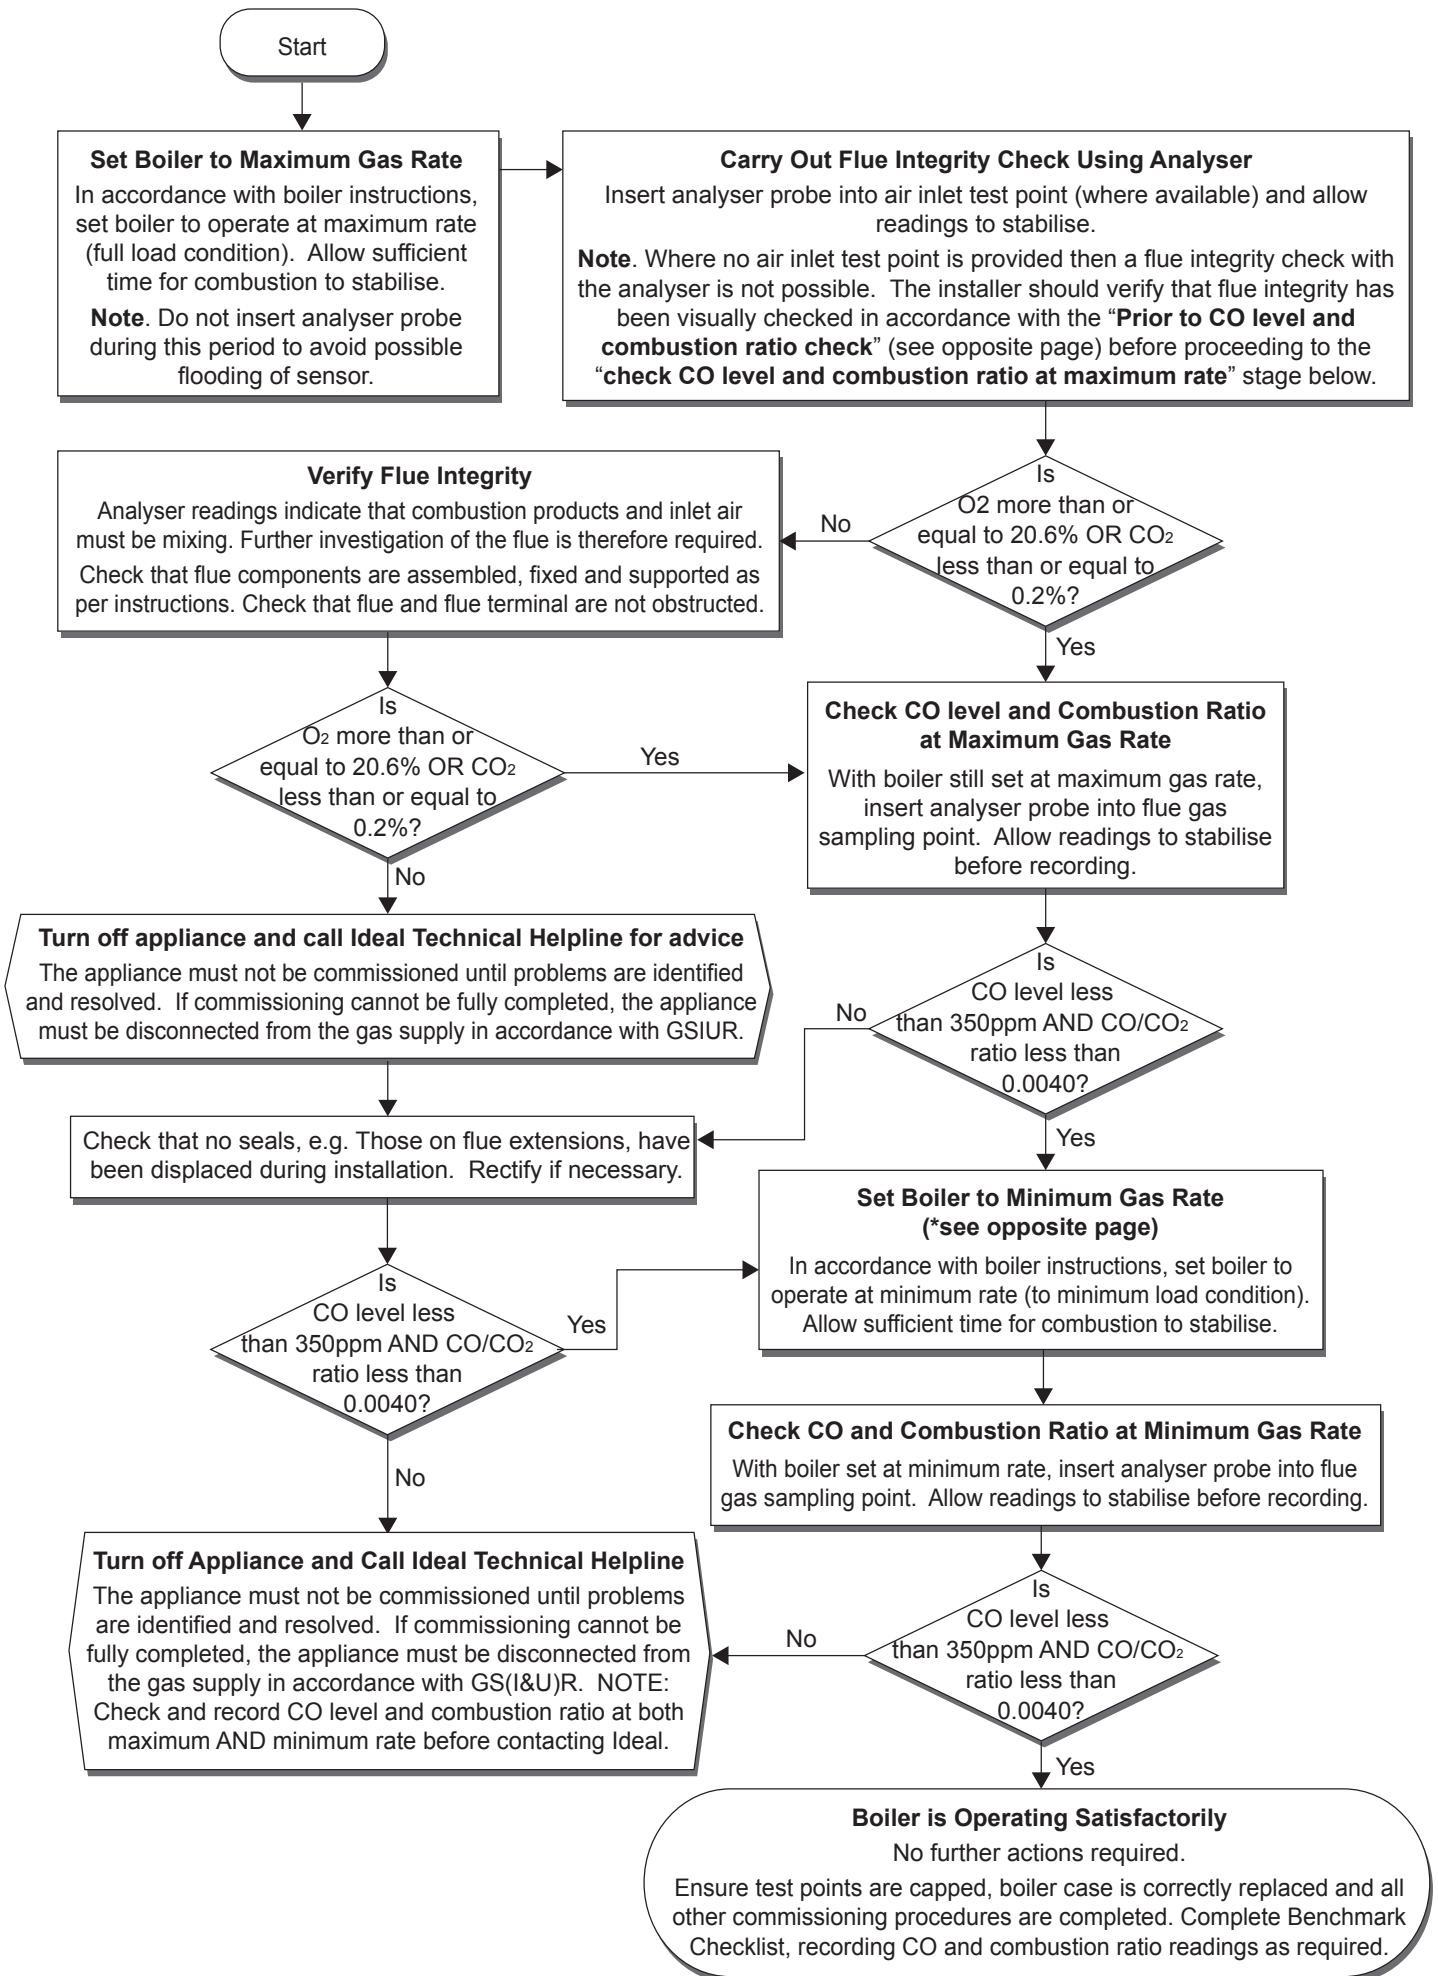 Start
Set Boiler to Maximum Gas Rate
In accordance with boiler instructions,
set boiler to operate at maximum rate
(full load condition). Allow sufficient
time for combustion to stabilise.
Note. Do not insert analyser probe
during this period to avoid possible
flooding of sensor.
Carry Out Flue Integrity Check Using Analyser
Insert analyser probe into air inlet test point (where available) and allow
readings to stabilise.
Note. Where no air inlet test point is provided then a flue integrity check with
the analyser is not possible. The installer should verify that flue integrity has
been visually checked in accordance with the “Prior to CO level and
combustion ratio check” (see opposite page) before proceeding to the
“check CO level and combustion ratio at maximum rate” stage below.
Is
O2 more than or
equal to 20.6% OR CO2
less than or equal to
0.2%?
No
Yes
Verify Flue Integrity
Analyser readings indicate that combustion products and inlet air
must be mixing. Further investigation of the flue is therefore required.
Check that flue components are assembled, fixed and supported as
per instructions. Check that flue and flue terminal are not obstructed.
Is
O2 more than or
equal to 20.6% OR CO2
less than or equal to
0.2%?
Yes
No
Check CO level and Combustion Ratio
at Maximum Gas Rate
With boiler still set at maximum gas rate,
insert analyser probe into flue gas
sampling point. Allow readings to stabilise
before recording.
Turn off appliance and call Ideal Technical Helpline for advice
The appliance must not be commissioned until problems are identified
and resolved. If commissioning cannot be fully completed, the appliance
must be disconnected from the gas supply in accordance with GSIUR.
Is
CO level less
than 350ppm AND CO/CO2
ratio less than
0.0040?
No
Yes
Check that no seals, e.g. Those on flue extensions, have
been displaced during installation. Rectify if necessary.
Set Boiler to Minimum Gas Rate
(*see opposite page)
In accordance with boiler instructions, set boiler to
operate at minimum rate (to minimum load condition).
Allow sufficient time for combustion to stabilise.
Is
CO level less
than 350ppm AND CO/CO2
ratio less than
0.0040?
Yes
No
Check CO and Combustion Ratio at Minimum Gas Rate
With boiler set at minimum rate, insert analyser probe into flue
gas sampling point. Allow readings to stabilise before recording.
Turn off Appliance and Call Ideal Technical Helpline
The appliance must not be commissioned until problems
are identified and resolved. If commissioning cannot be
fully completed, the appliance must be disconnected from
the gas supply in accordance with GS(I&U)R. NOTE:
Check and record CO level and combustion ratio at both
maximum AND minimum rate before contacting Ideal.
Is
CO level less
than 350ppm AND CO/CO2
ratio less than
0.0040?
No
Yes
Boiler is Operating Satisfactorily
No further actions required.
Ensure test points are capped, boiler case is correctly replaced and all
other commissioning procedures are completed. Complete Benchmark
Checklist, recording CO and combustion ratio readings as required.